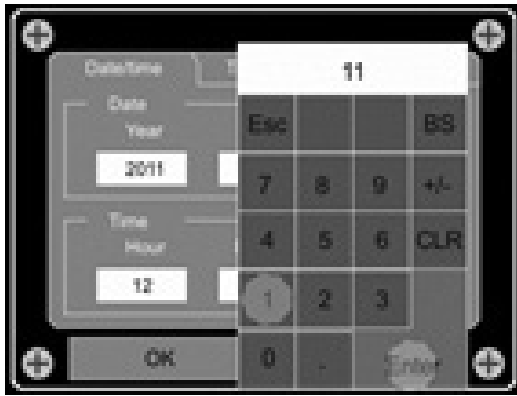 Date/time
11
Date
Year
2011
Esc
BS
7 8 9 +/-
Time
Hour
4 5 6 CLR
12
1 2 3
OK
0 .
Enter